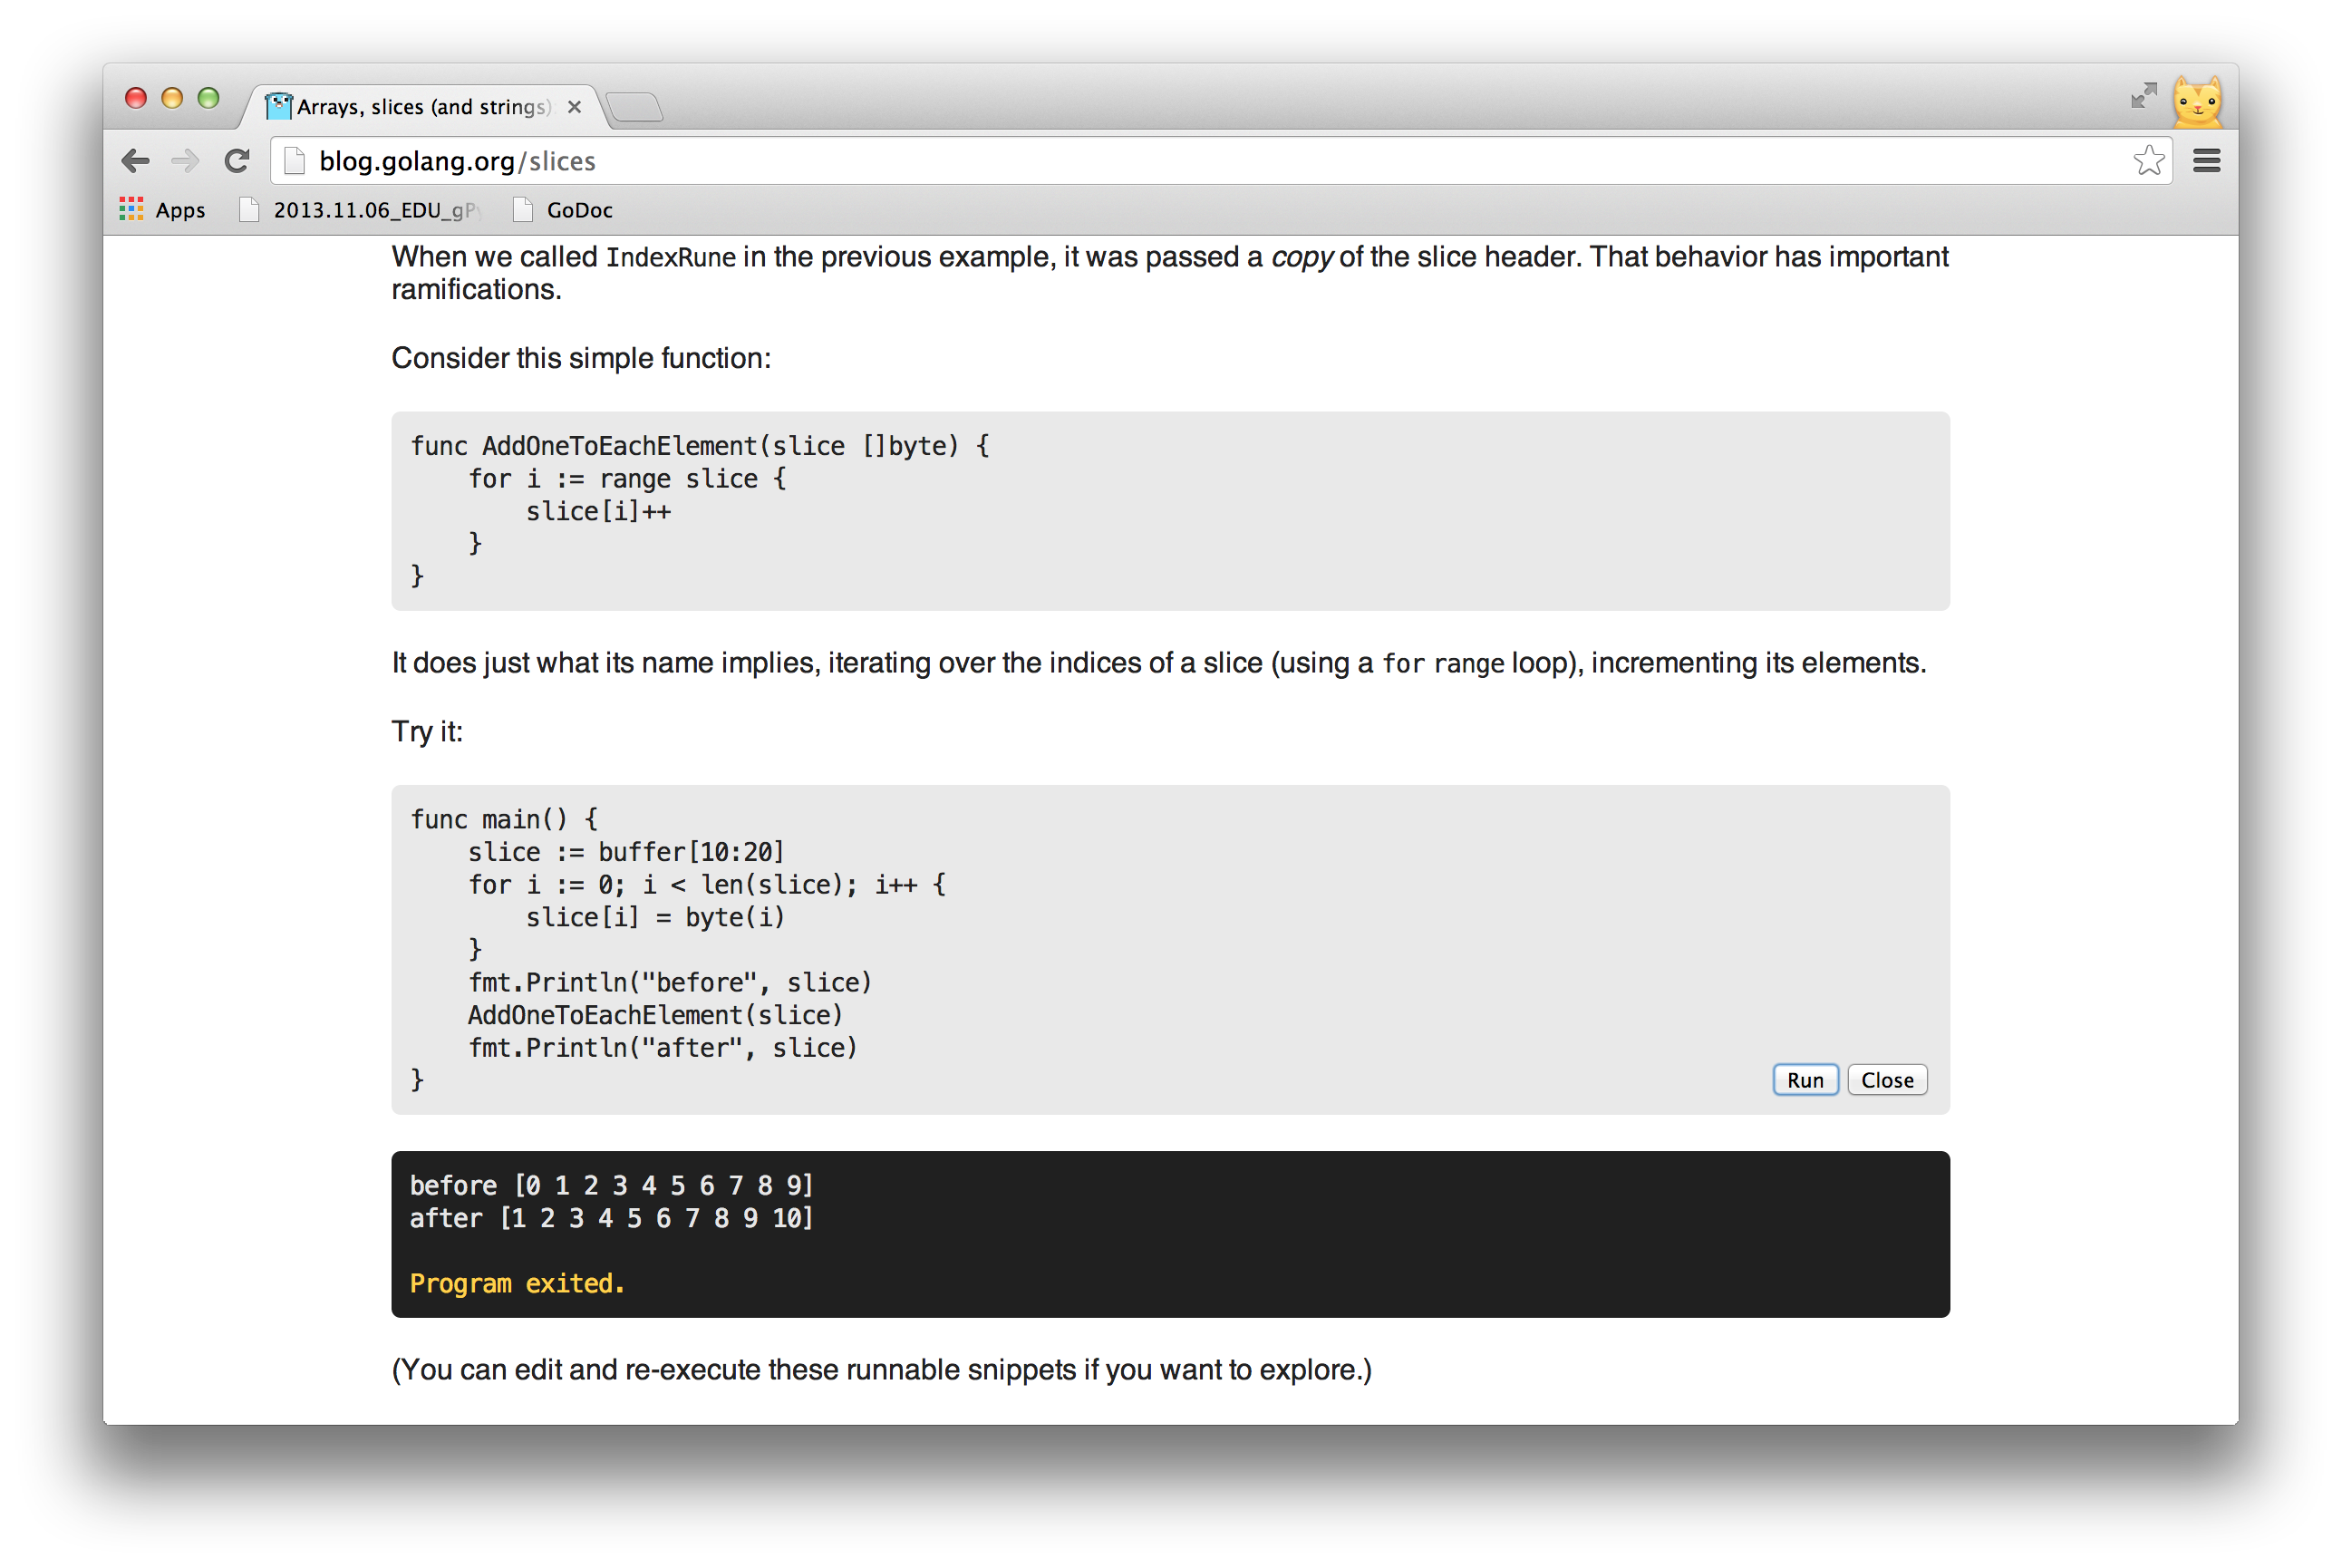 Arrays, slices (and strings)
blog.golang.org/slices
Apps 2013.11.06_EDU_gP GoDoc
When we called IndexRune in the previous example, it was passed a copy of the slice header. That behavior has important
ramifications.
Consider this simple function:
func AddOneToEachElement(slice []byte) {
    for i := range slice {
        slice[i]++
    }
}
It does just what its name implies, iterating over the indices of a slice (using a for range loop), incrementing its elements.
Try it:
func main() {
    slice := buffer[10:20]
    for i := 0; i < len(slice); i++ {
        slice[i] = byte(i)
    }
    fmt.Println("before", slice)
    AddOneToEachElement(slice)
    fmt.Println("after", slice)
}
Run Close
before [0 1 2 3 4 5 6 7 8 9]
after [1 2 3 4 5 6 7 8 9 10]
Program exited.
(You can edit and re-execute these runnable snippets if you want to explore.)